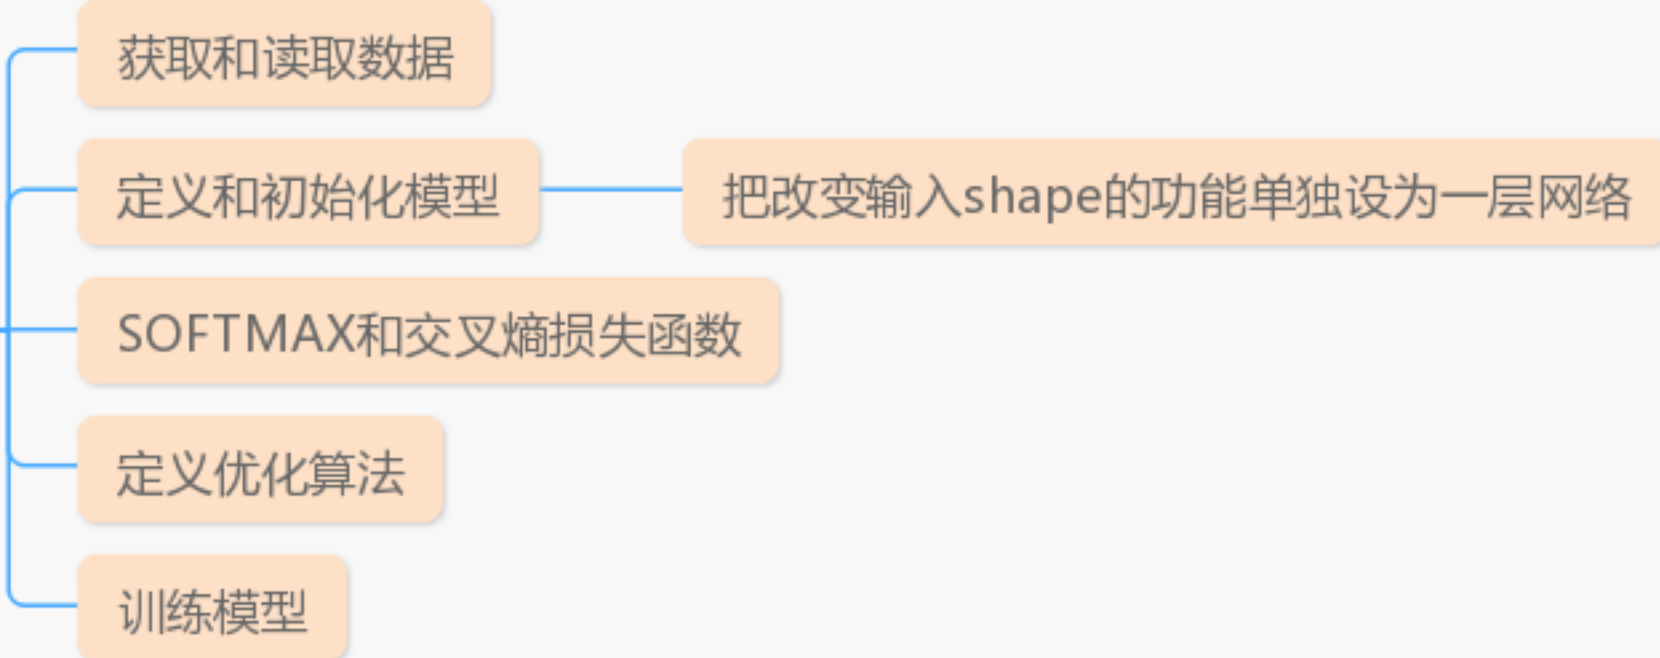 获取和读取数据
定义和初始化模型
把改变输入shape的功能单独设为一层网络
SOFTMAX和交叉熵损失函数
定义优化算法
训练模型